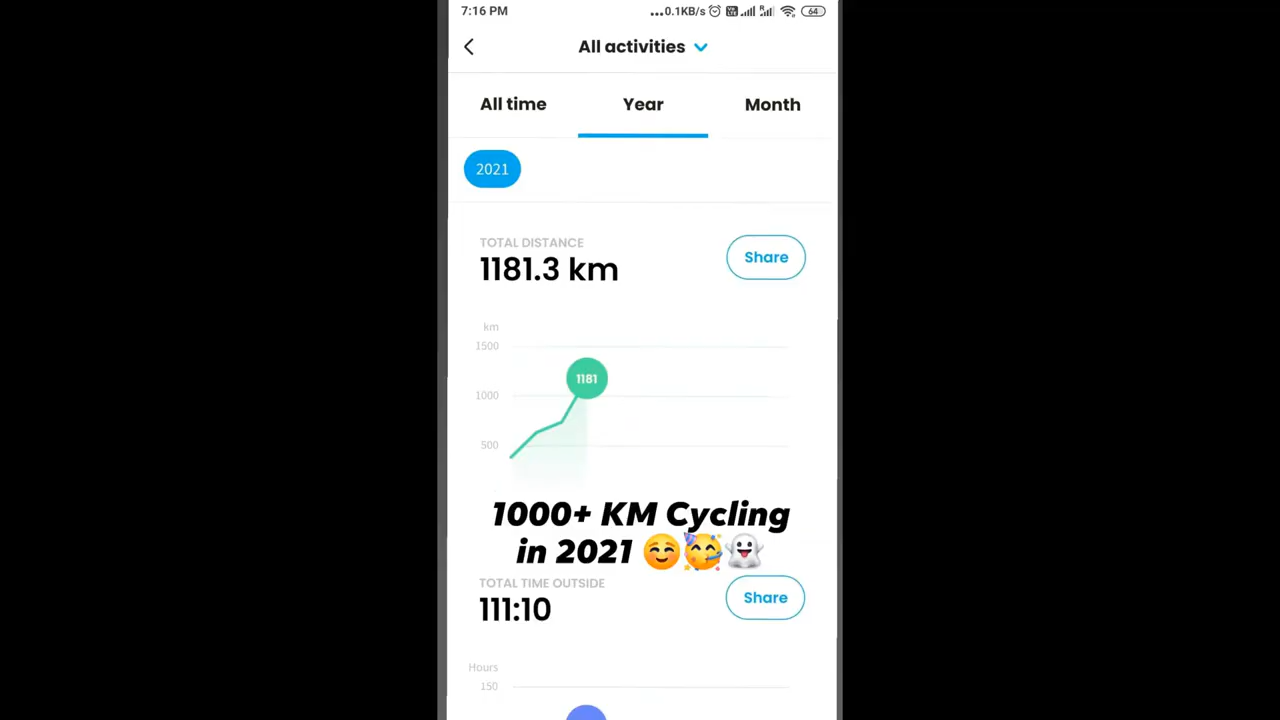 7:16 PM
...0.1KB/s
64
All activities
All time Year Month
2021
TOTAL DISTANCE
1181.3 km
Share
km
1500
1181
1000
500
1000+ KM Cycling
in 2021 ☺️🥳👻
TOTAL TIME OUTSIDE
111:10
Share
Hours
150